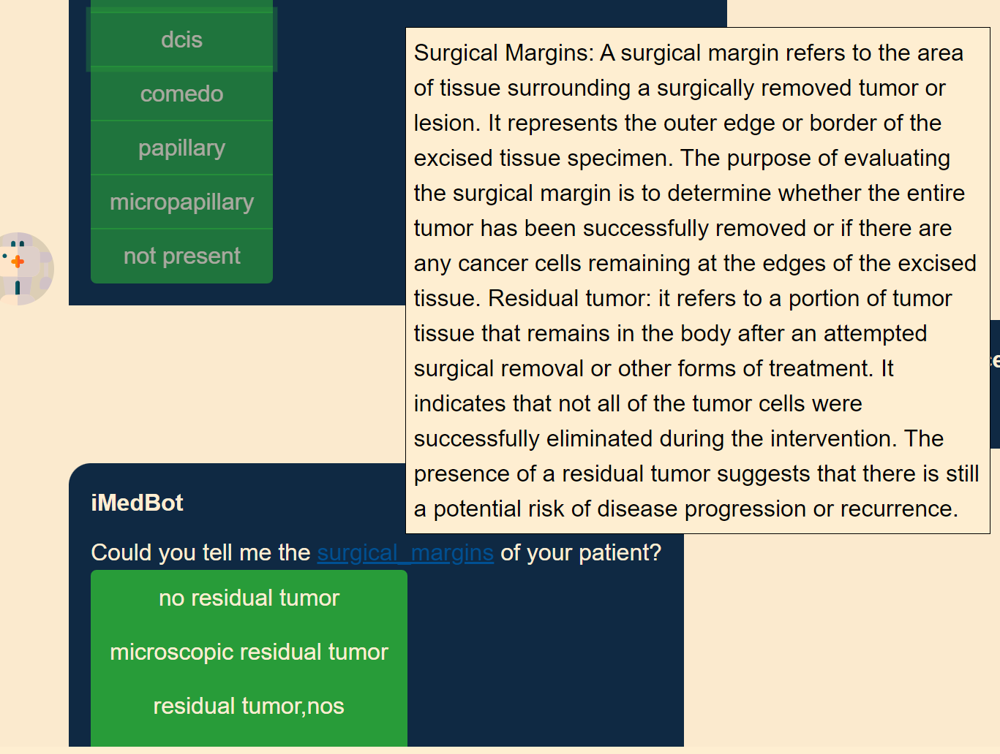 dcis
comedo
papillary
micropapillary
not present
Surgical Margins: A surgical margin refers to the area
of tissue surrounding a surgically removed tumor or
lesion. It represents the outer edge or border of the
excised tissue specimen. The purpose of evaluating
the surgical margin is to determine whether the entire
tumor has been successfully removed or if there are
any cancer cells remaining at the edges of the excised
tissue. Residual tumor: it refers to a portion of tumor
tissue that remains in the body after an attempted
surgical removal or other forms of treatment. It
indicates that not all of the tumor cells were
successfully eliminated during the intervention. The
presence of a residual tumor suggests that there is still
a potential risk of disease progression or recurrence.
iMedBot
Could you tell me the surgical_margins of your patient?
no residual tumor
microscopic residual tumor
residual tumor,nos